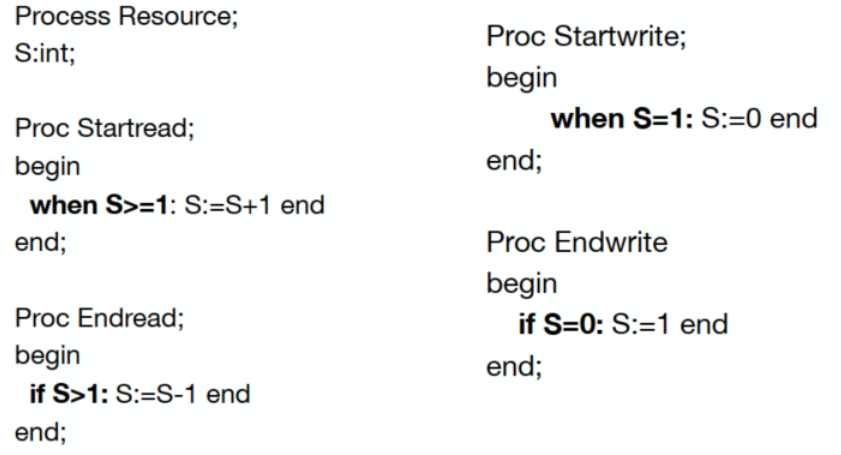 Process Resource;
S:int;
Proc Startread;
begin
when S>=1: S:=S+1 end
end;
Proc Endread;
begin
if S>1: S:=S-1 end
end;
Proc Startwrite;
begin
when S=1: S:=0 end
end;
Proc Endwrite
begin
if S=0: S:=1 end
end;